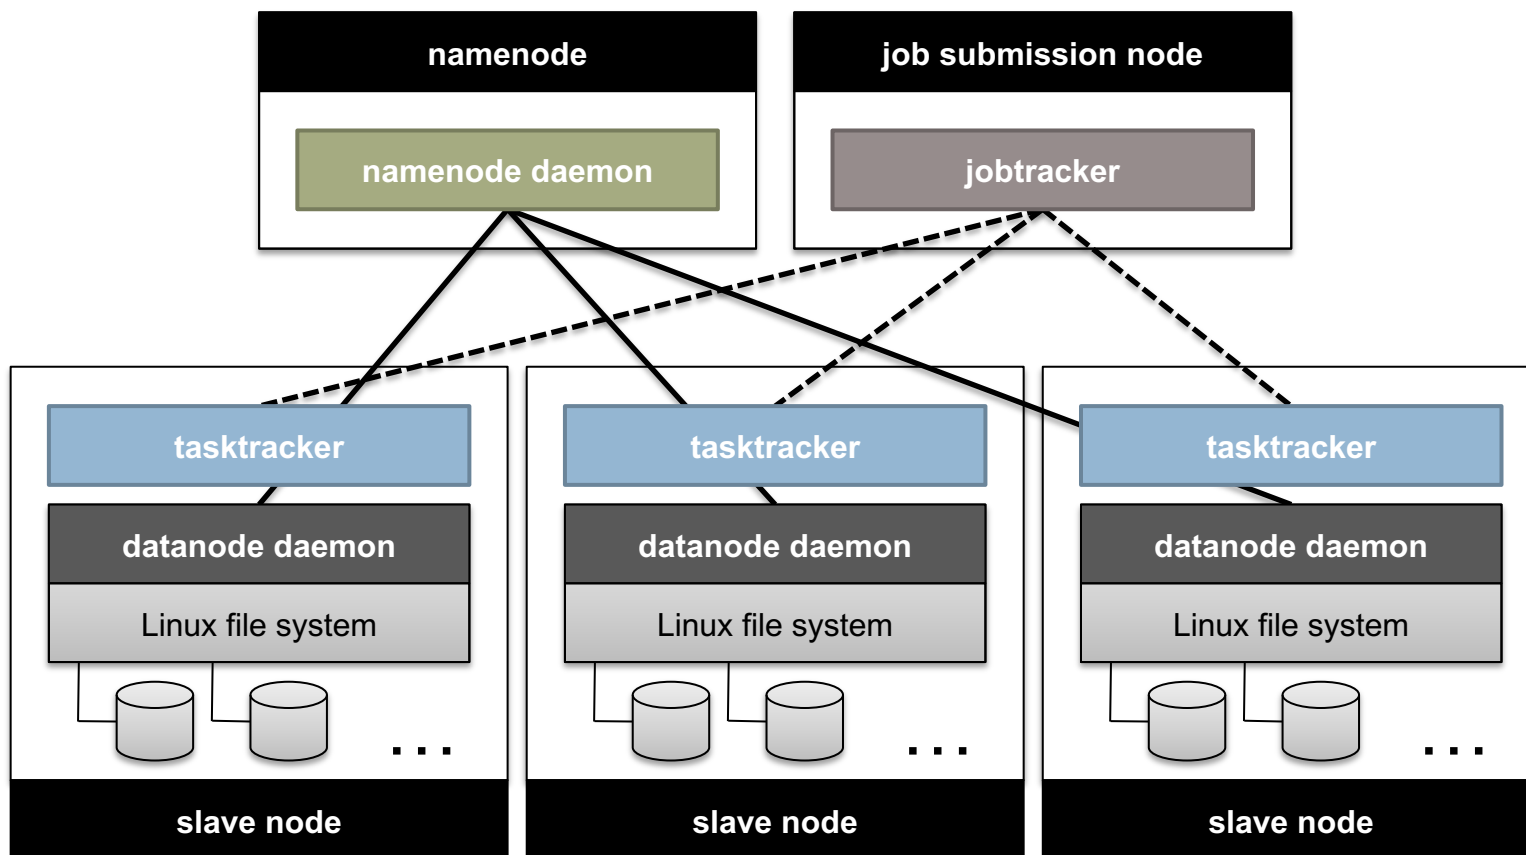 namenode
job submission node
namenode daemon
jobtracker
tasktracker
tasktracker
tasktracker
datanode daemon
datanode daemon
datanode daemon
Linux file system
Linux file system
Linux file system
...
...
...
slave node
slave node
slave node